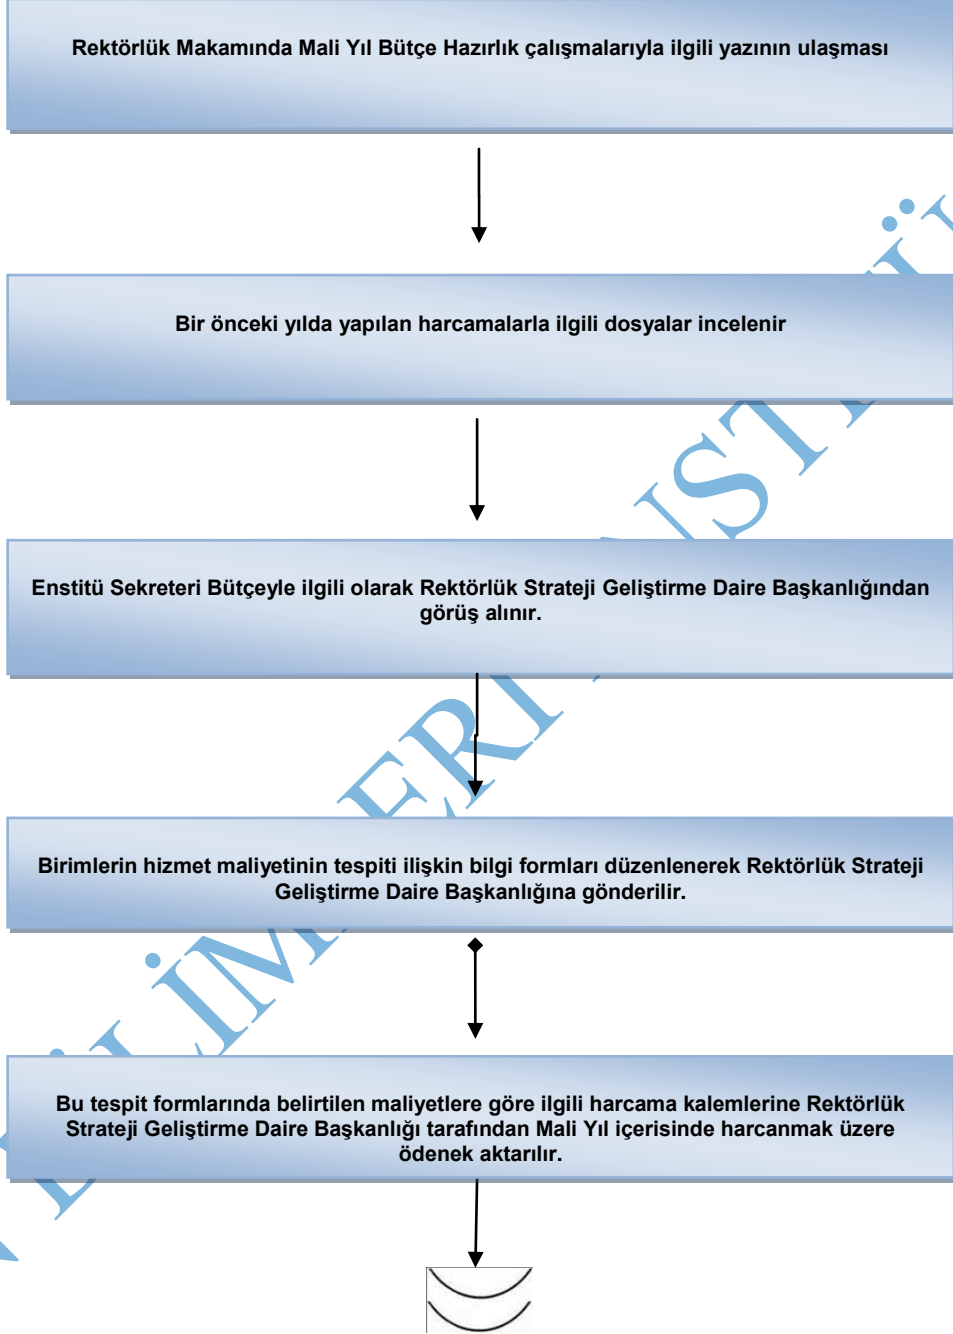 Rektörlük Makamında Mali Yıl Bütçe Hazırlık çalışmalarıyla ilgili yazının ulaşması
Bir önceki yılda yapılan harcamalarla ilgili dosyalar incelenir
Enstitü Sekreteri Bütçeyle ilgili olarak Rektörlük Strateji Geliştirme Daire Başkanlığından
görüş alınır.
Birimlerin hizmet maliyetinin tespiti ilişkin bilgi formları düzenlenerek Rektörlük Strateji
Geliştirme Daire Başkanlığına gönderilir.
Bu tespit formlarında belirtilen maliyetlere göre ilgili harcama kalemlerine Rektörlük
Strateji Geliştirme Daire Başkanlığı tarafından Mali Yıl içerisinde harcanmak üzere
ödenek aktarılır.